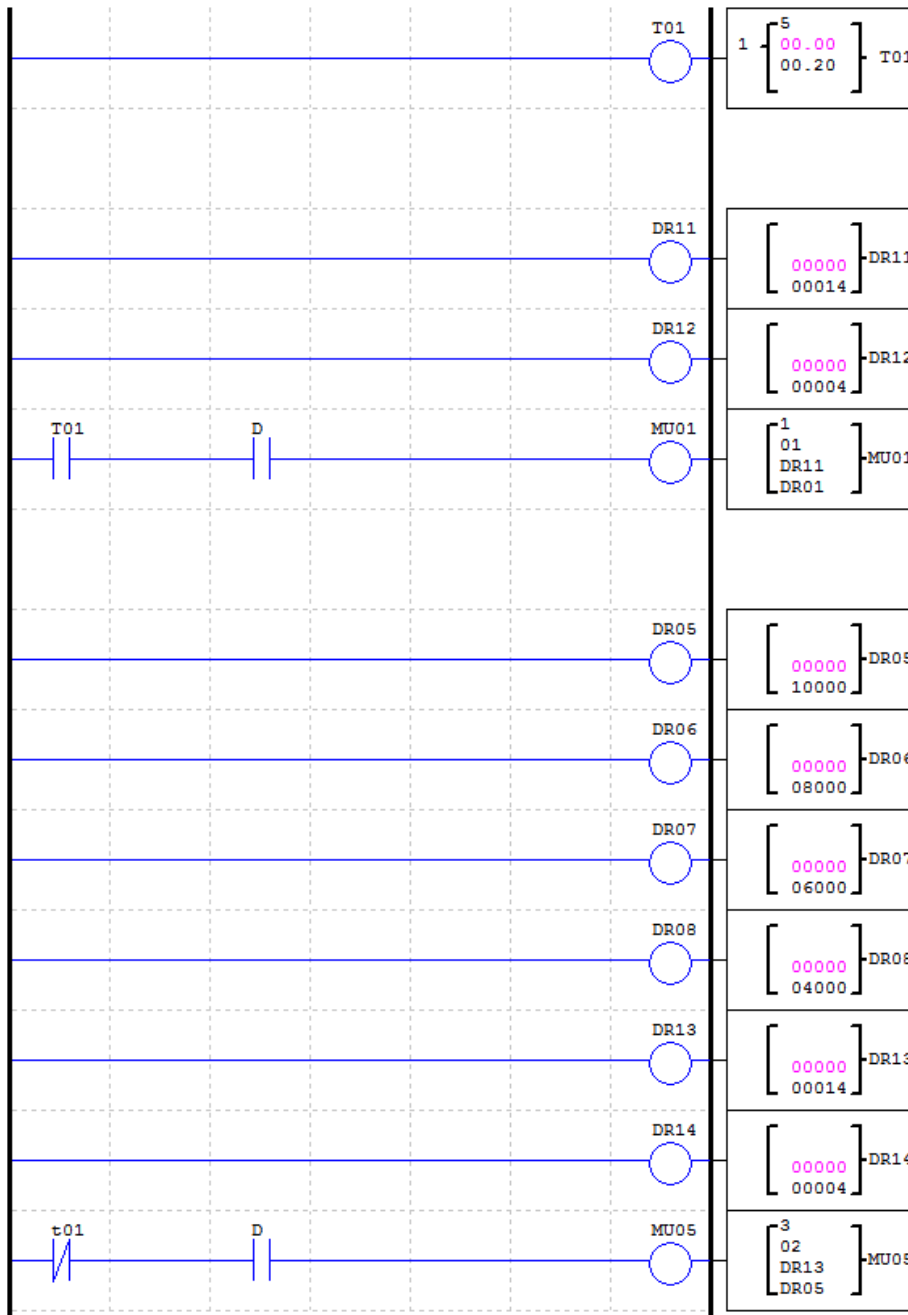 T01
5
1 00.00 T01
00.20
DR11
00000 DR11
00014
DR12
00000 DR12
00004
T01 D MU01
1
01
DR11 MU01
DR01
DR05
00000 DR05
10000
DR06
00000 DR06
08000
DR07
00000 DR07
06000
DR08
00000 DR08
04000
DR13
00000 DR13
00014
DR14
00000 DR14
00004
t01 D MU05
3
02
DR13 MU05
DR05